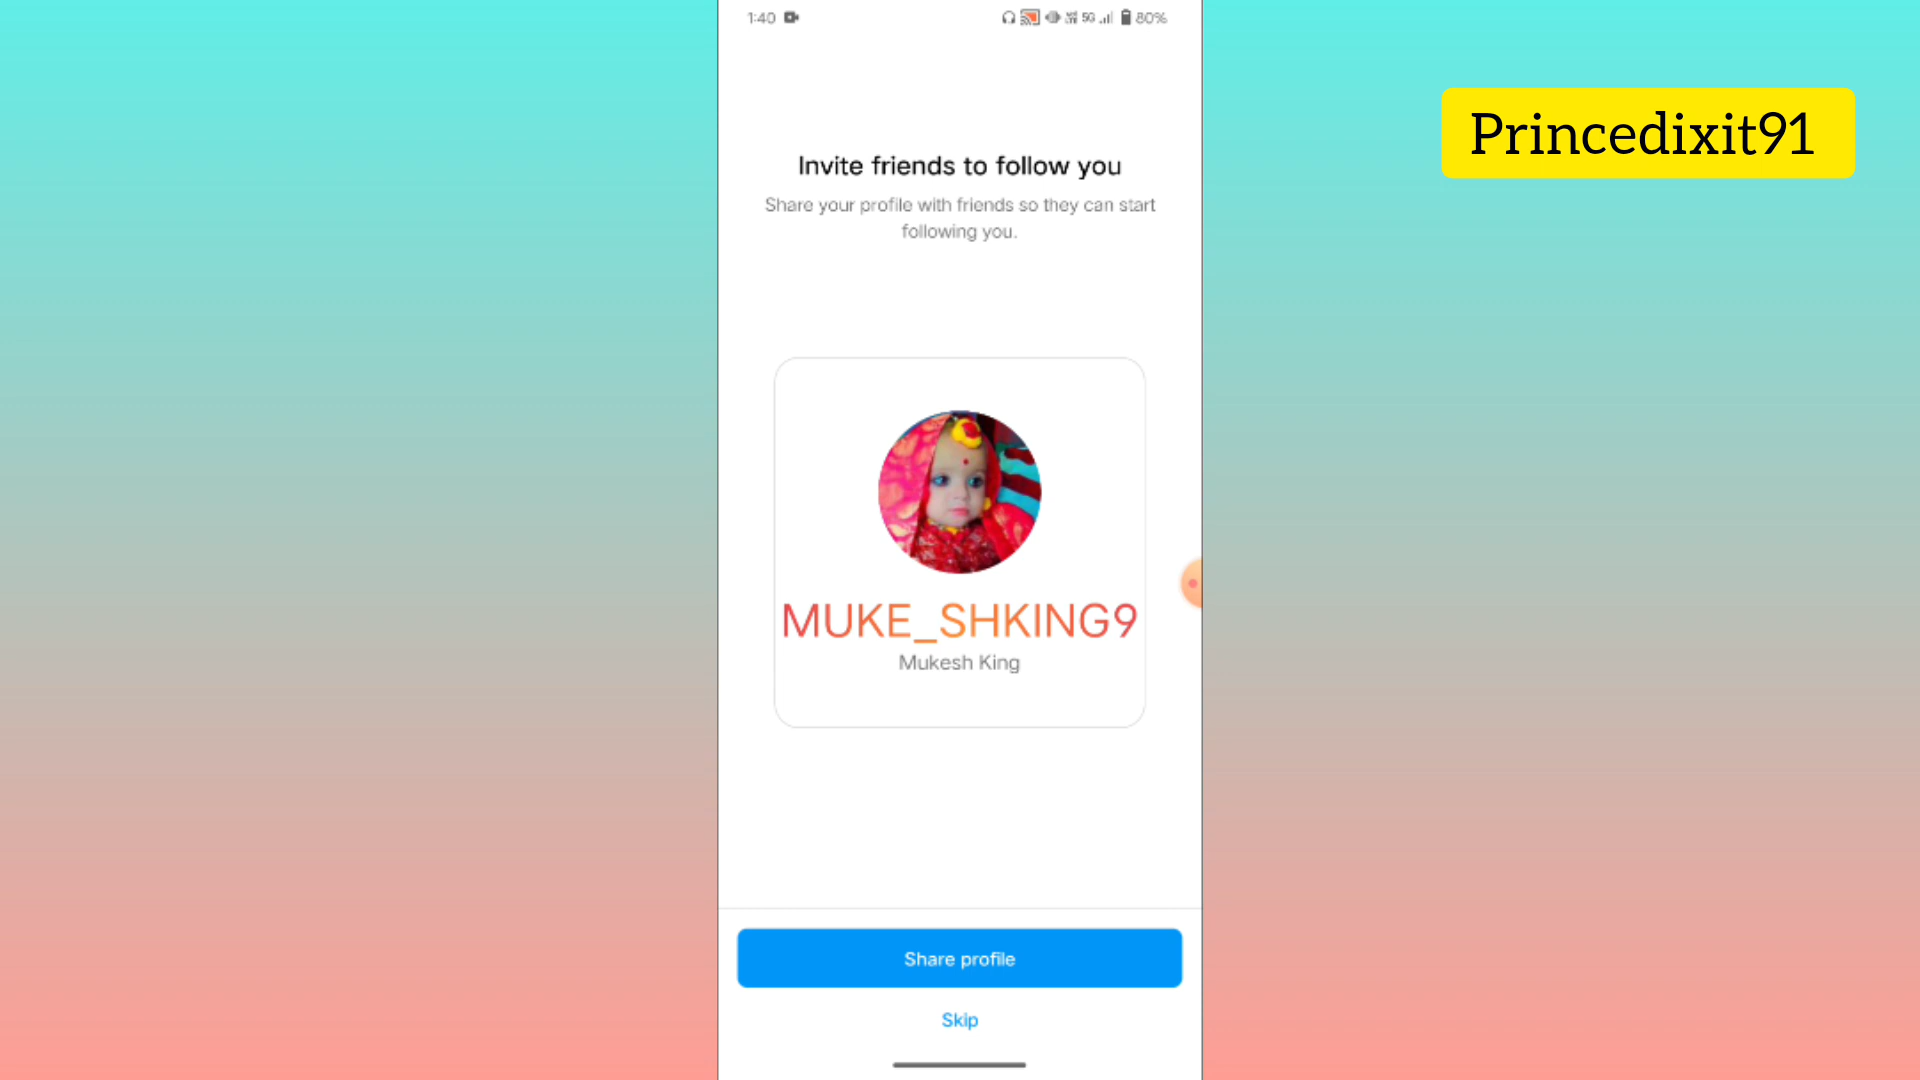 1:40
5G 80%
Princedixit91
Invite friends to follow you
Share your profile with friends so they can start
following you.
MUKE_SHKING9
Mukesh King
Share profile
Skip